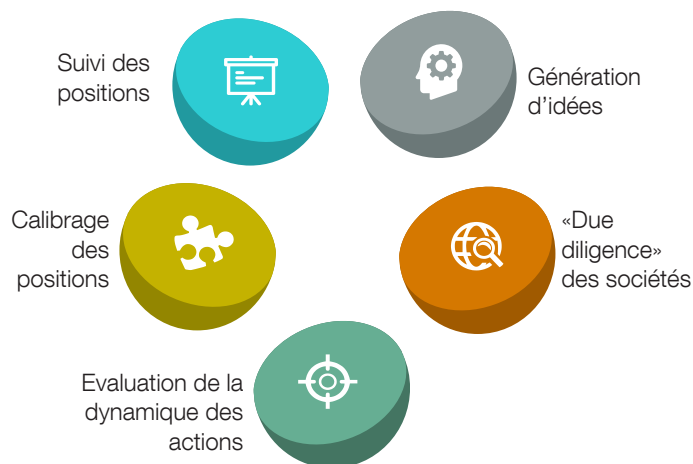 Suivi des
positions
Génération
d’idées
Calibrage
des
positions
«Due
diligence»
des sociétés
Evaluation de la
dynamique des
actions